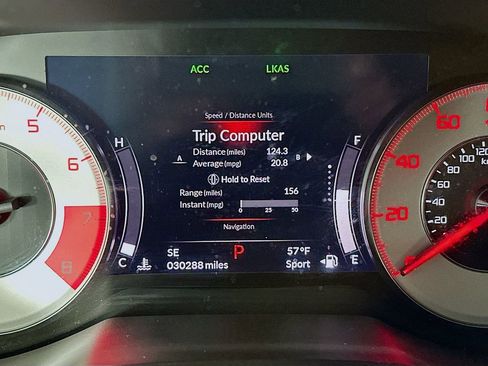 ACC LKAS
Speed / Distance Units
Trip Computer
Distance (miles) 124.3
A B
Average (mpg) 20.8
Hold to Reset
Range (miles) 156
Instant (mpg)
0 25 50
Navigation
SE P 57°F
030288 miles Sport
H
C
F
E
5
6
7
20
40
60
20
40
60
80
100
120